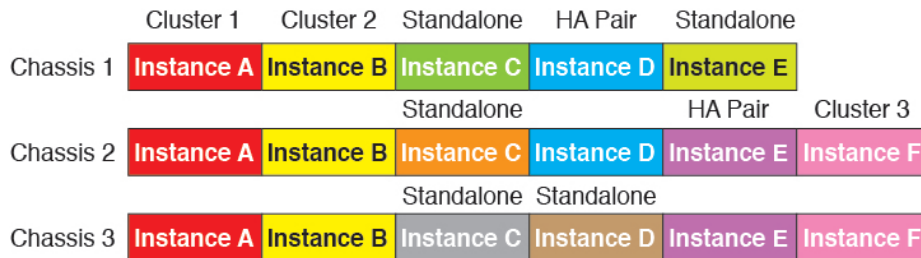 Cluster 1 Cluster 2 Standalone HA Pair Standalone
Chassis 1 Instance A Instance B Instance C Instance D Instance E
Standalone HA Pair Cluster 3
Chassis 2 Instance A Instance B Instance C Instance D Instance E Instance F
Standalone Standalone
Chassis 3 Instance A Instance B Instance C Instance D Instance E Instance F